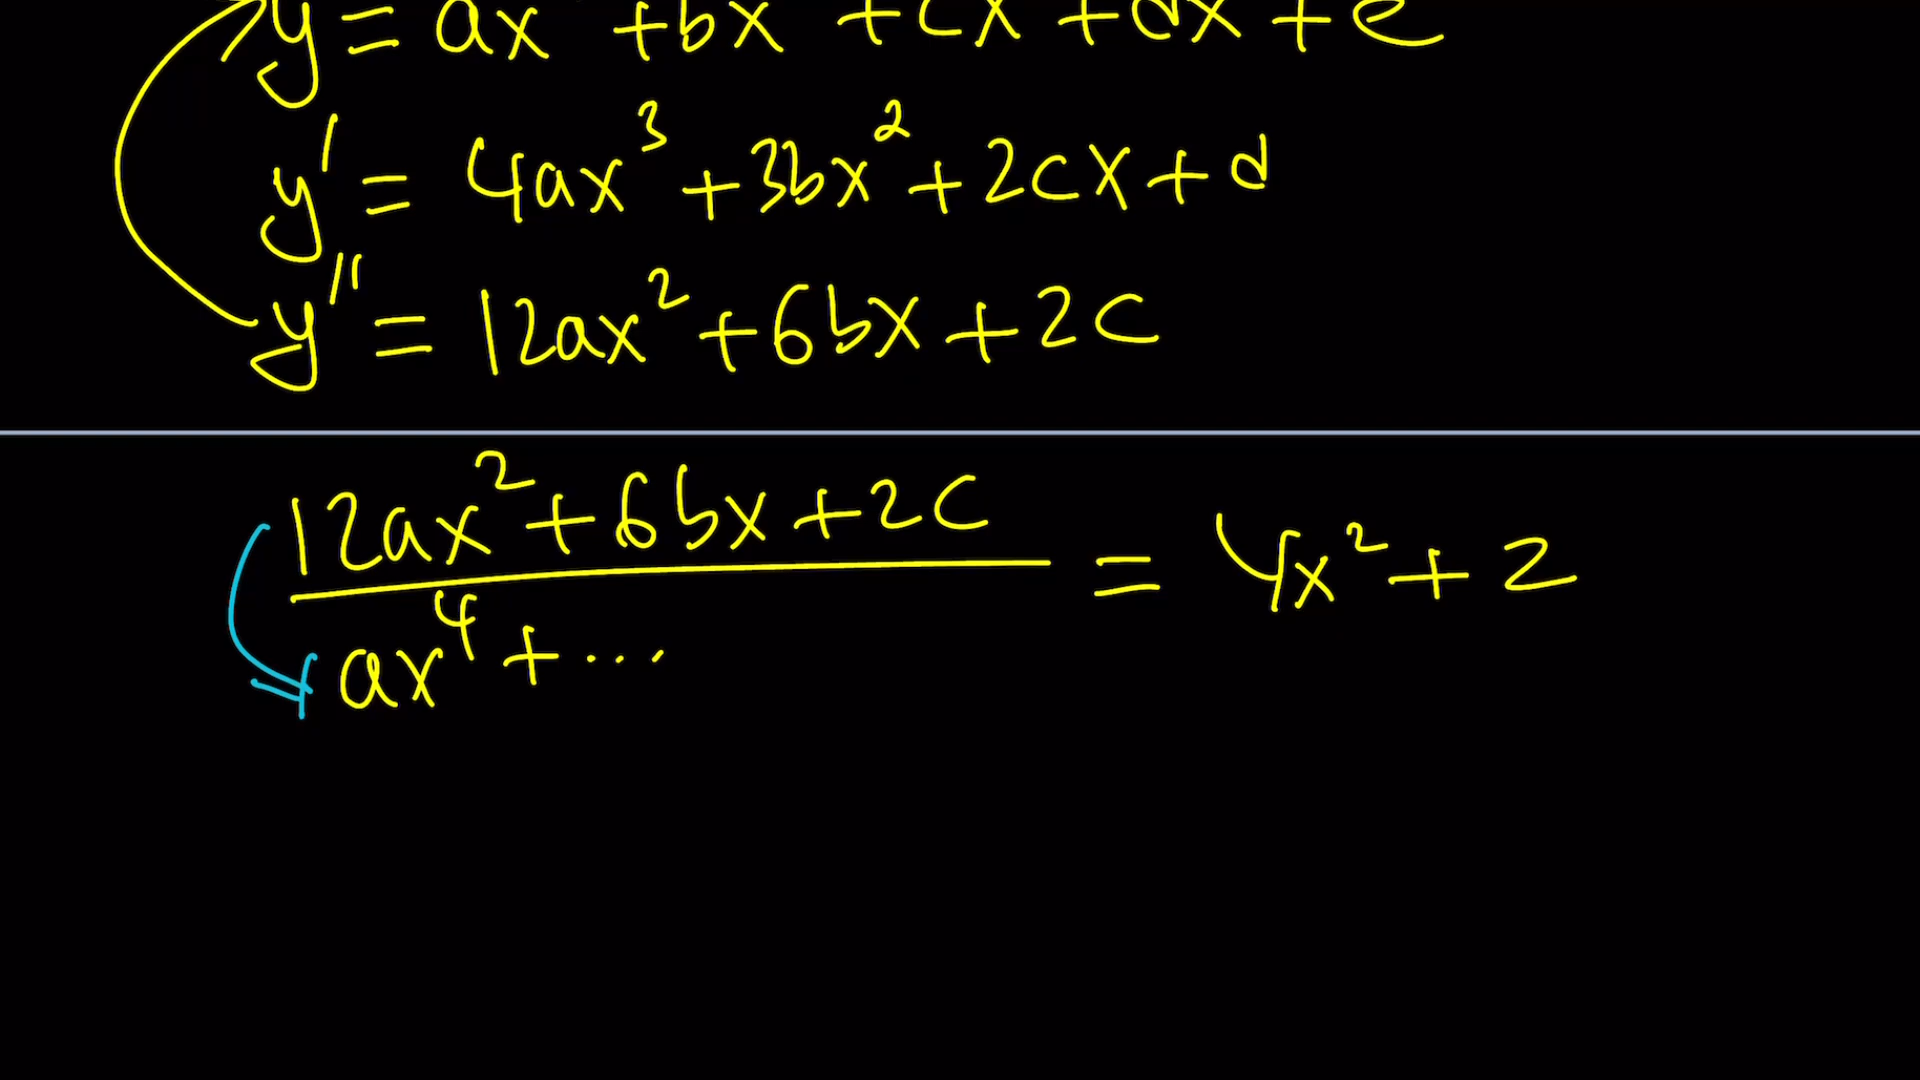 y = ax + bx + cx + dx + e
y' = 4ax³ + 3bx² + 2cx + d
y'' = 12ax² + 6bx + 2c
12ax² + 6bx + 2c
= 4x² + 2
ax⁴ + ...